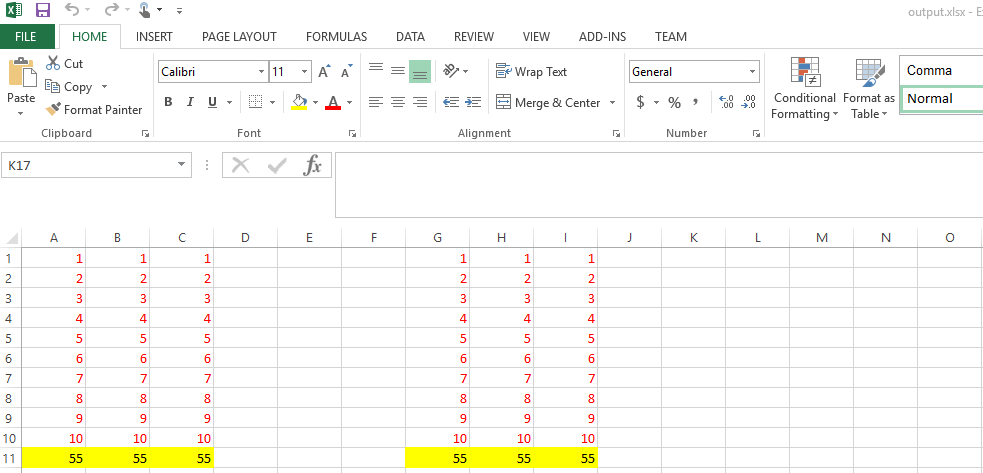 output.xlsx - E
FILE HOME INSERT PAGE LAYOUT FORMULAS DATA REVIEW VIEW ADD-INS TEAM
Paste
Cut
Copy
Format Painter
Clipboard
Calibri 11
B I U A
Font
Wrap Text
Merge & Center
Alignment
General
$ % , .00 .00
Number
Conditional Formatting
Format as Table
Comma
Normal
K17 fx
A B C D E F G H I J K L M N O
1 1 1 1 1 1 1
2 2 2 2 2 2 2
3 3 3 3 3 3 3
4 4 4 4 4 4 4
5 5 5 5 5 5 5
6 6 6 6 6 6 6
7 7 7 7 7 7 7
8 8 8 8 8 8 8
9 9 9 9 9 9 9
10 10 10 10 10 10 10
11 55 55 55 55 55 55